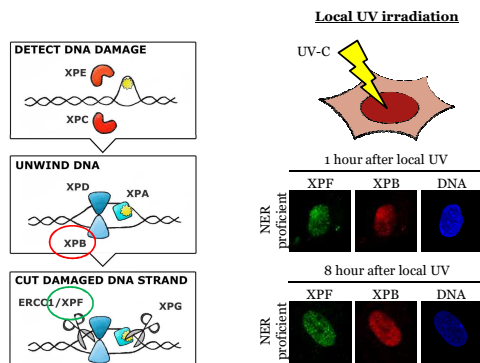 DETECT DNA DAMAGE
XPE
XPC
UNWIND DNA
XPD
XPA
XPB
CUT DAMAGED DNA STRAND
ERCC1/XPF
XPG
Local UV irradiation
UV-C
1 hour after local UV
XPF XPB DNA
NER
proficient
8 hour after local UV
XPF XPB DNA
NER
proficient